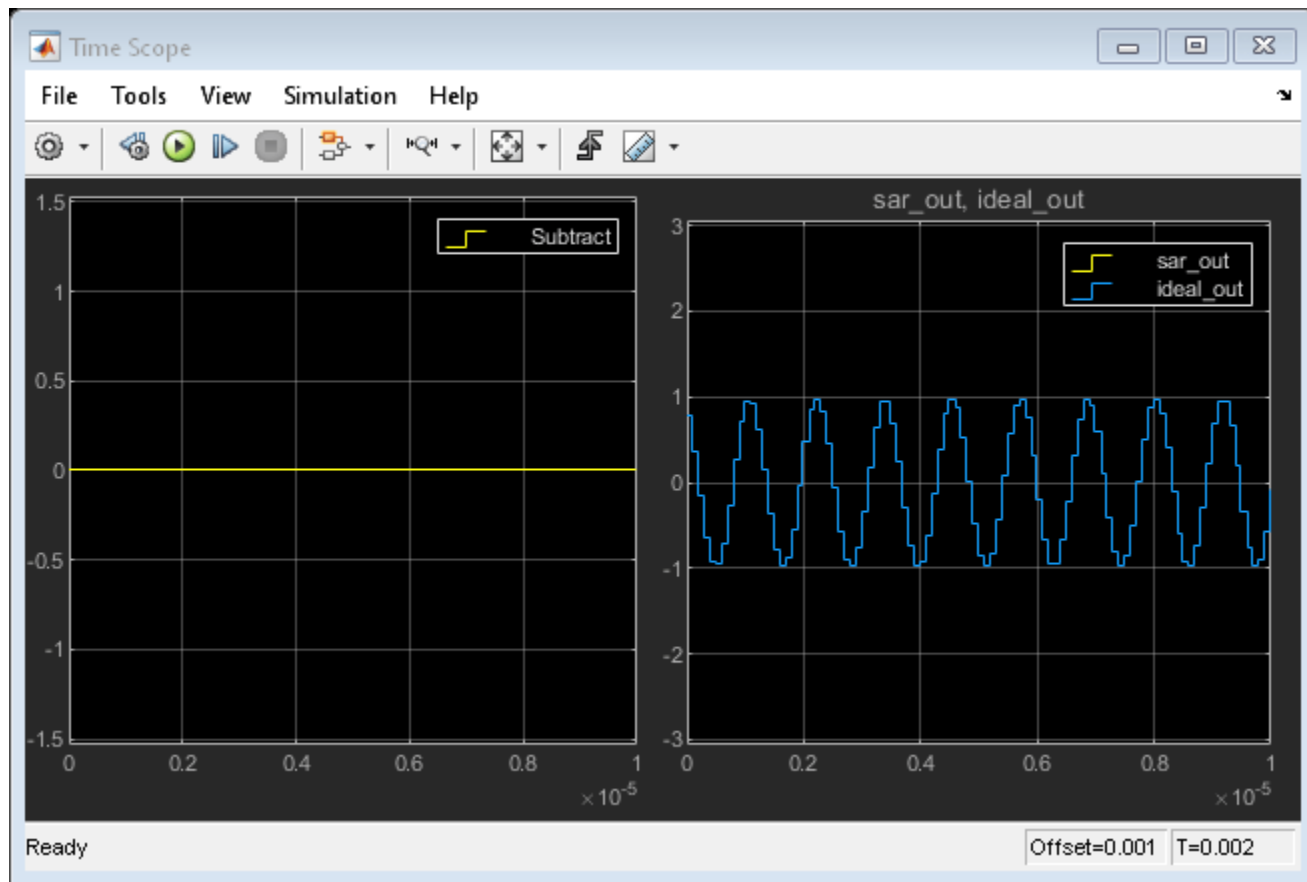 Time Scope
File Tools View Simulation Help
1.5
1
0.5
0
-0.5
-1
-1.5
Subtract
0 0.2 0.4 0.6 0.8 1
×10-5
sar_out, ideal_out
3
2
1
0
-1
-2
-3
sar_out
ideal_out
0 0.2 0.4 0.6 0.8 1
×10-5
Ready Offset=0.001 T=0.002